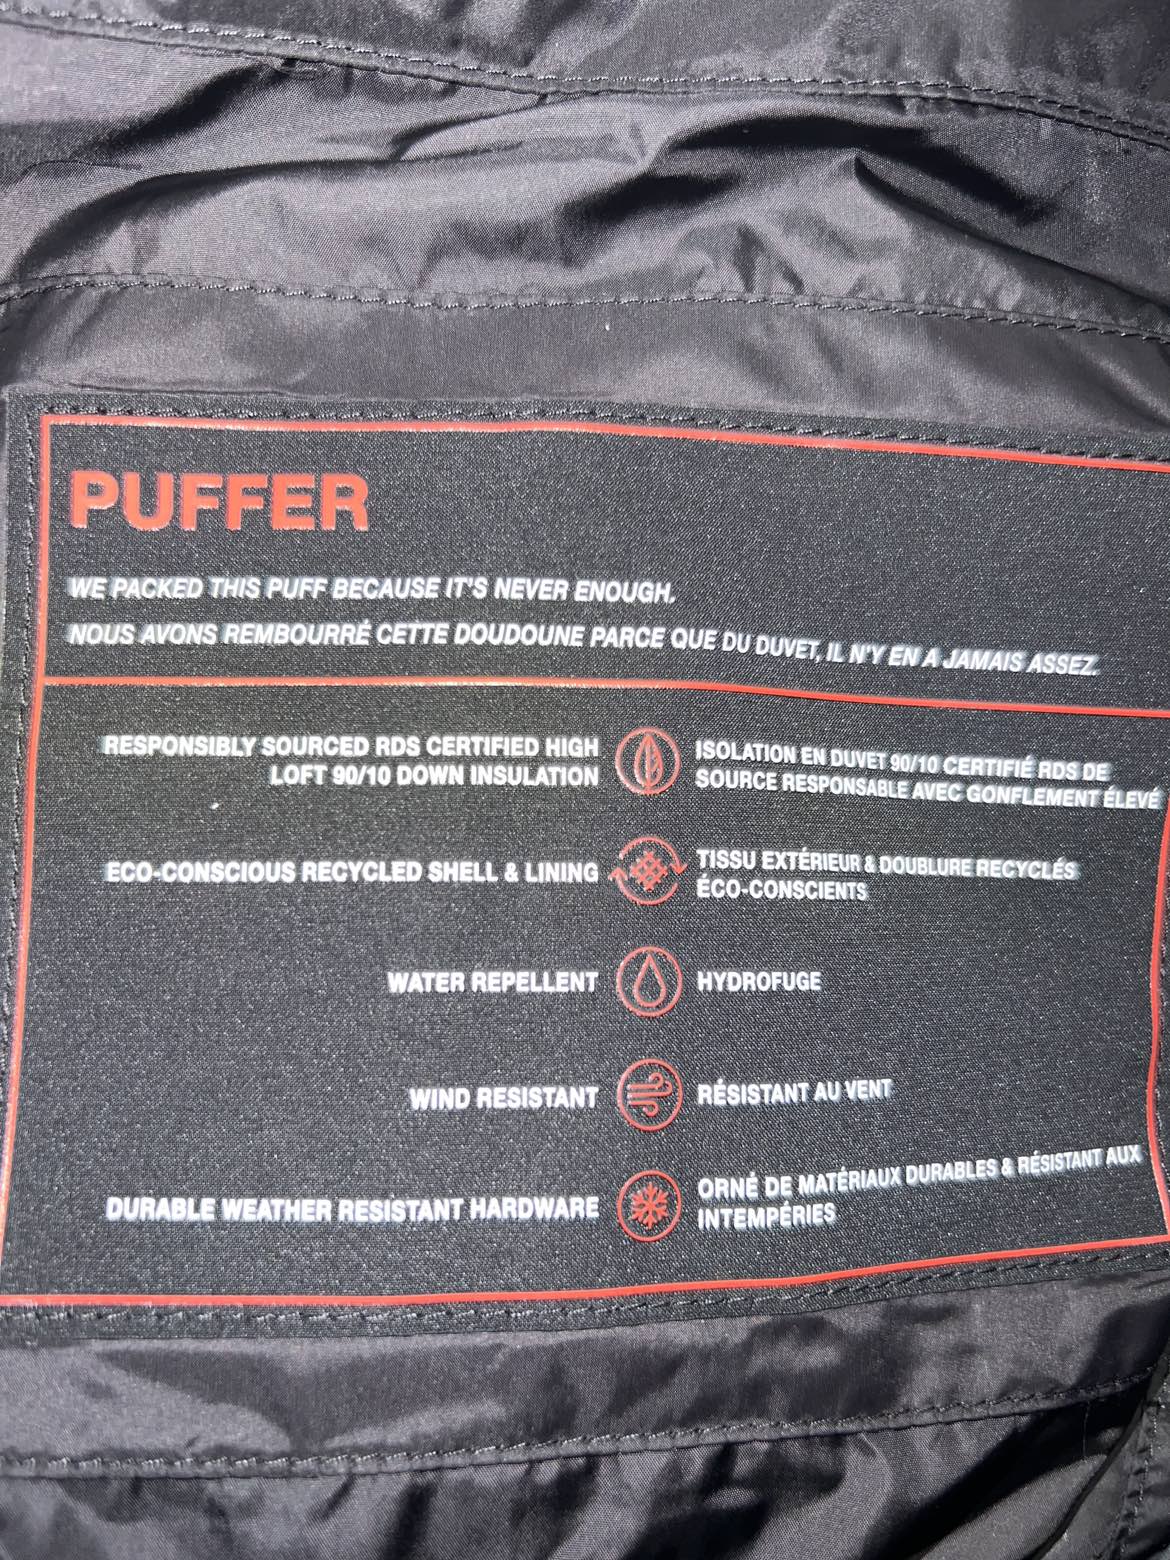 PUFFER
WE PACKED THIS PUFF BECAUSE IT'S NEVER ENOUGH.
NOUS AVONS REMBOURRÉ CETTE DOUDOUNE PARCE QUE DU DUVET, IL N'Y EN A JAMAIS ASSEZ.
RESPONSIBLY SOURCED RDS CERTIFIED HIGH
LOFT 90/10 DOWN INSULATION
ISOLATION EN DUVET 90/10 CERTIFIÉ RDS DE
SOURCE RESPONSABLE AVEC GONFLEMENT ÉLEVÉ
ECO-CONSCIOUS RECYCLED SHELL & LINING
TISSU EXTÉRIEUR & DOUBLURE RECYCLÉS
ÉCO-CONSCIENTS
WATER REPELLENT
HYDROFUGE
WIND RESISTANT
RÉSISTANT AU VENT
DURABLE WEATHER RESISTANT HARDWARE
ORNÉ DE MATÉRIAUX DURABLES & RÉSISTANT AUX
INTEMPÉRIES